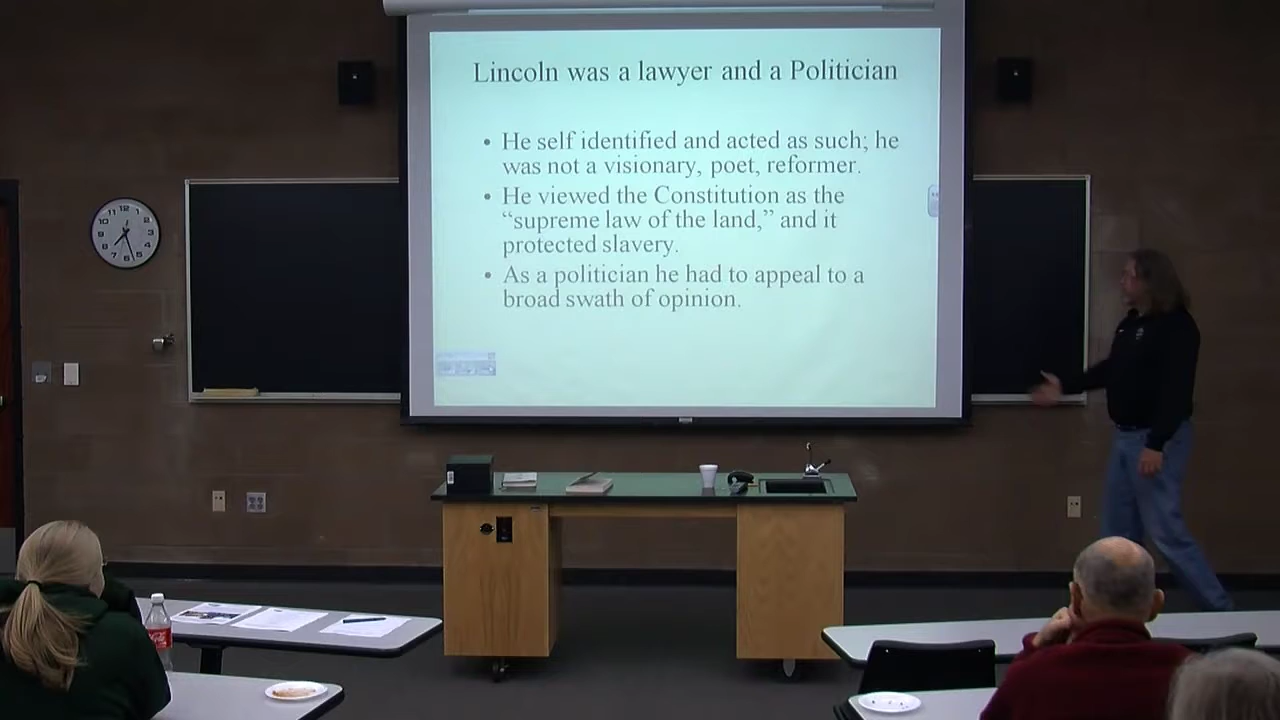 Lincoln was a lawyer and a Politician
• He self identified and acted as such; he
was not a visionary, poet, reformer.
• He viewed the Constitution as the
“supreme law of the land,” and it
protected slavery.
• As a politician he had to appeal to a
broad swath of opinion.